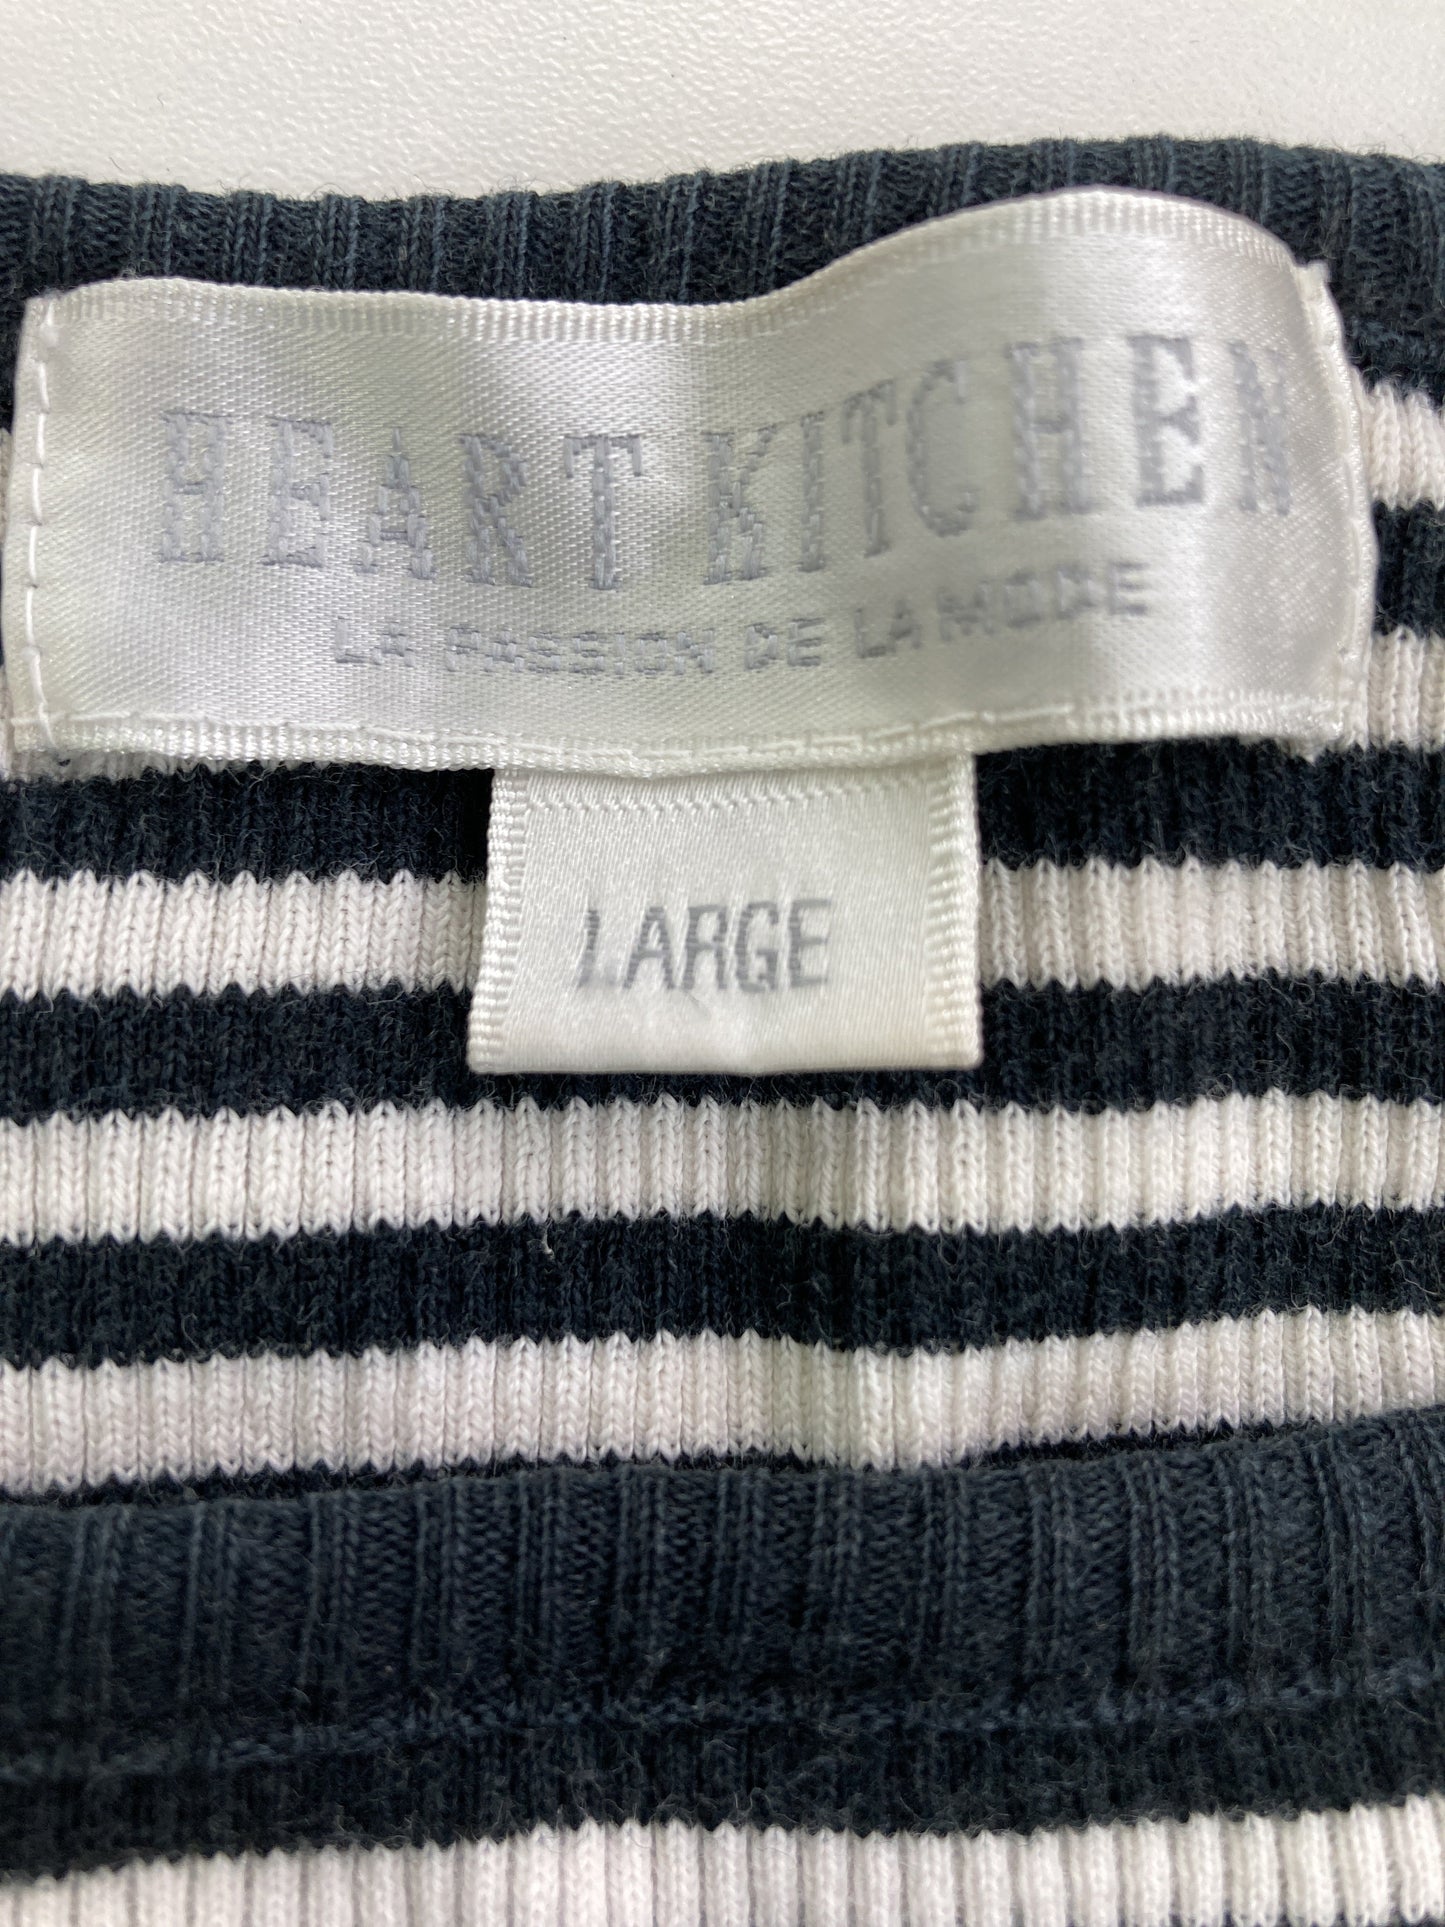 HEART KITCHEN
LA PASSION DE LA MODE
LARGE